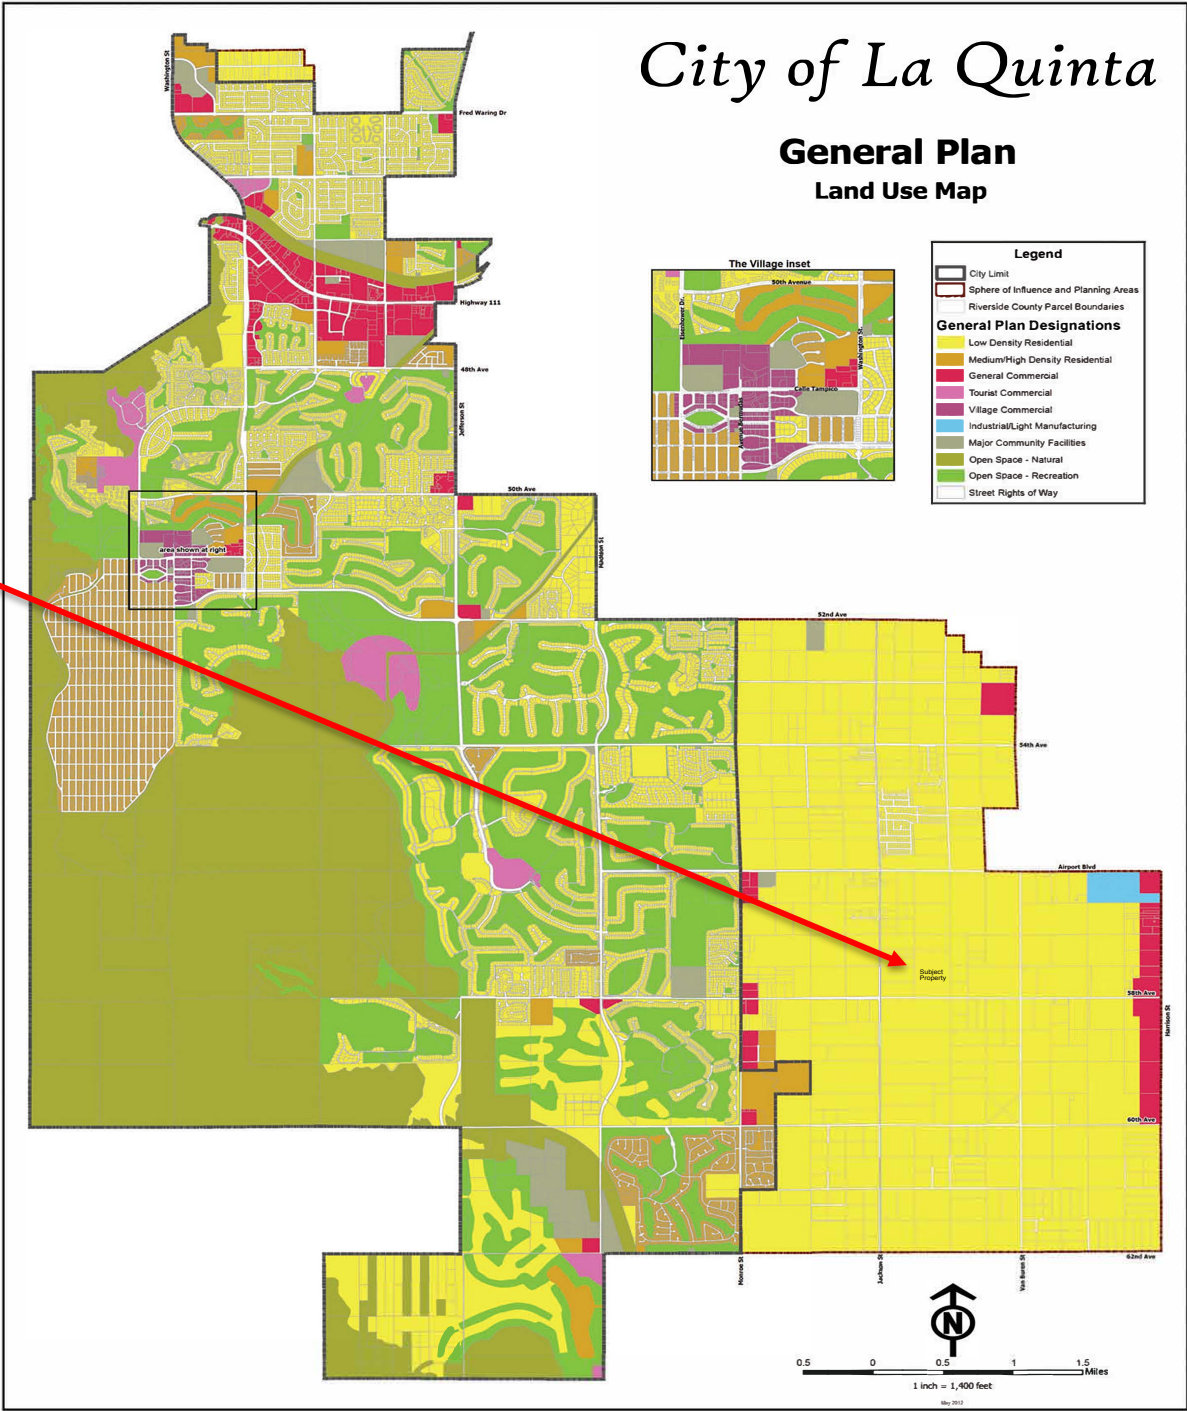 City of La Quinta
General Plan
Land Use Map
Washington St
Fred Waring Dr
Highway 111
48th Ave
Jefferson St
50th Ave
Madison St
area shown at right
The Village Inset
50th Avenue
Eisenhower Dr.
Washington St.
Calle Tampico
Avenida Bermudas
Legend
City Limit
Sphere of Influence and Planning Areas
Riverside County Parcel Boundaries
General Plan Designations
Low Density Residential
Medium/High Density Residential
General Commercial
Tourist Commercial
Village Commercial
Industrial/Light Manufacturing
Major Community Facilities
Open Space - Natural
Open Space - Recreation
Street Rights of Way
52nd Ave
54th Ave
Airport Blvd
Subject
Property
58th Ave
Harrison St
60th Ave
62nd Ave
Monroe St
Jackson St
Van Buren St
N
0.5 0 0.5 1 1.5
Miles
1 inch = 1,400 feet
May 2012